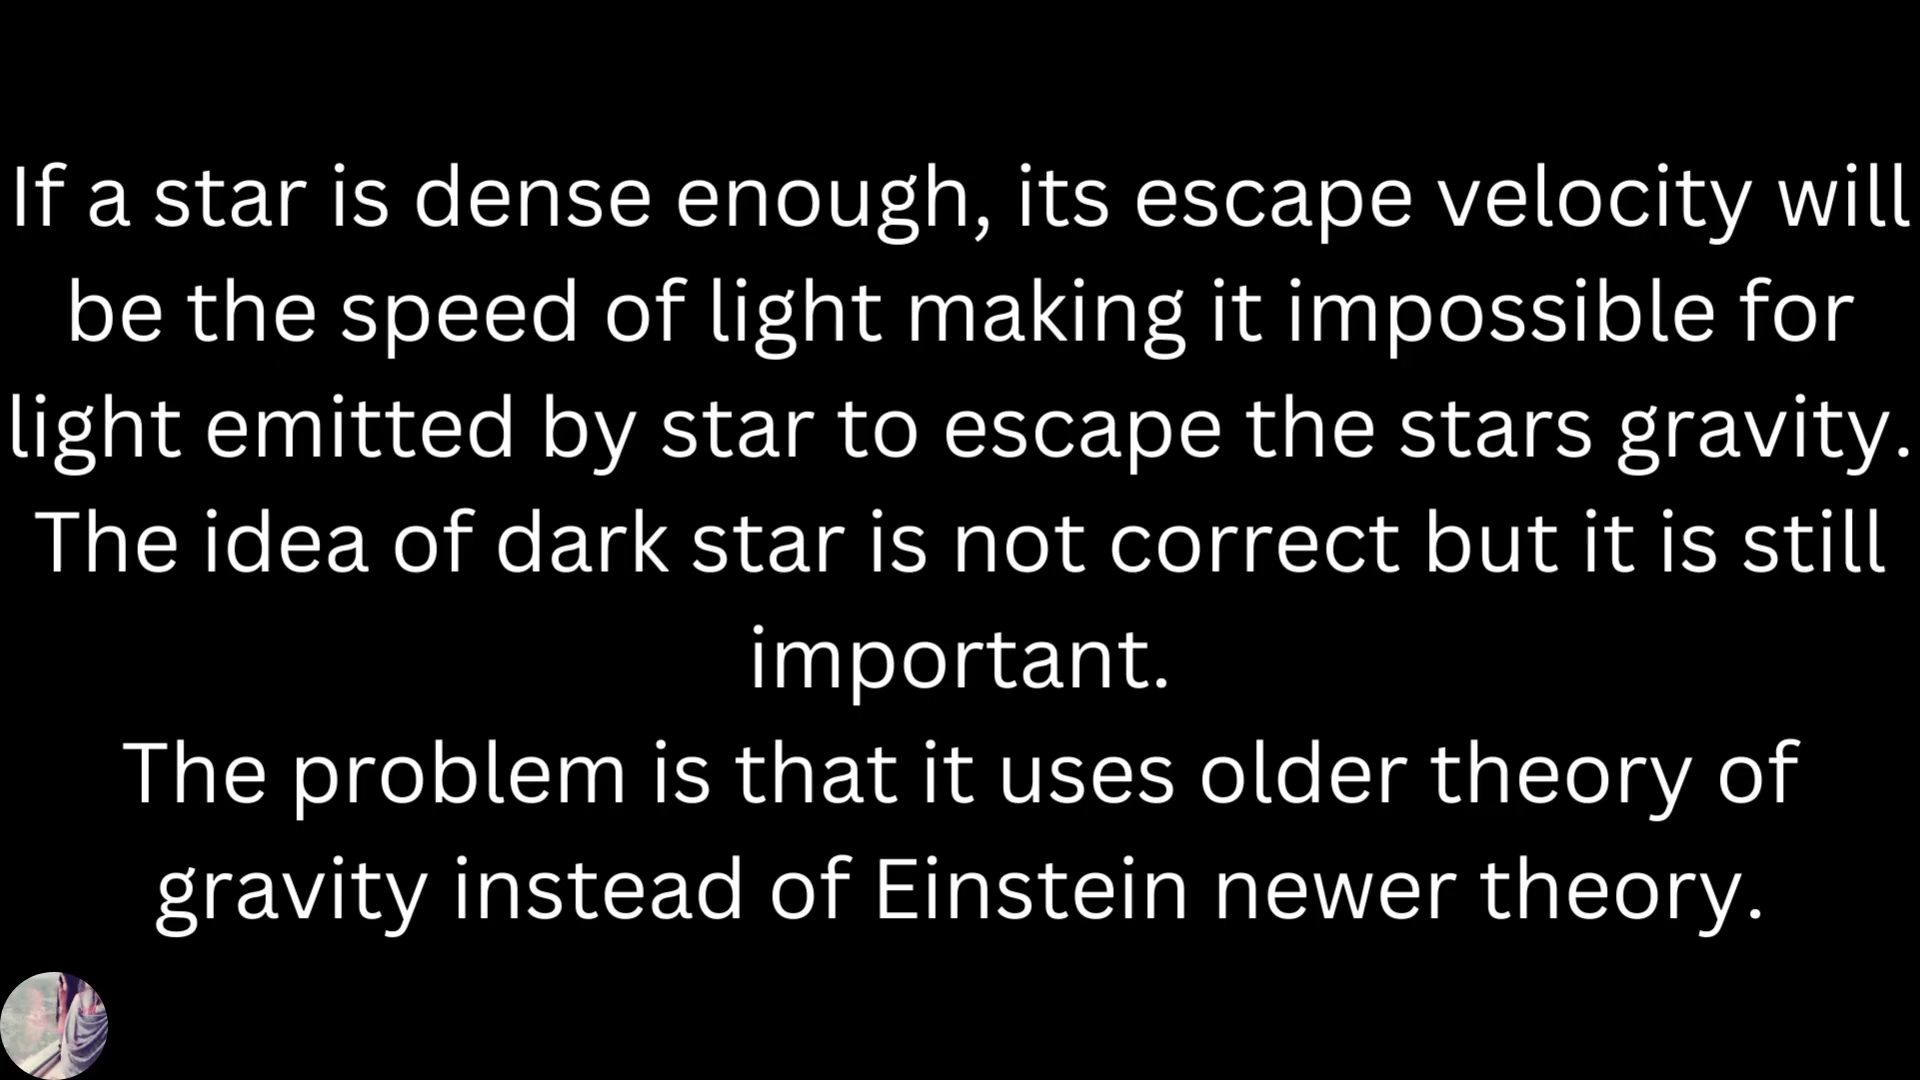 If a star is dense enough, its escape velocity will
be the speed of light making it impossible for
light emitted by star to escape the stars gravity.
The idea of dark star is not correct but it is still
important.
The problem is that it uses older theory of
gravity instead of Einstein newer theory.